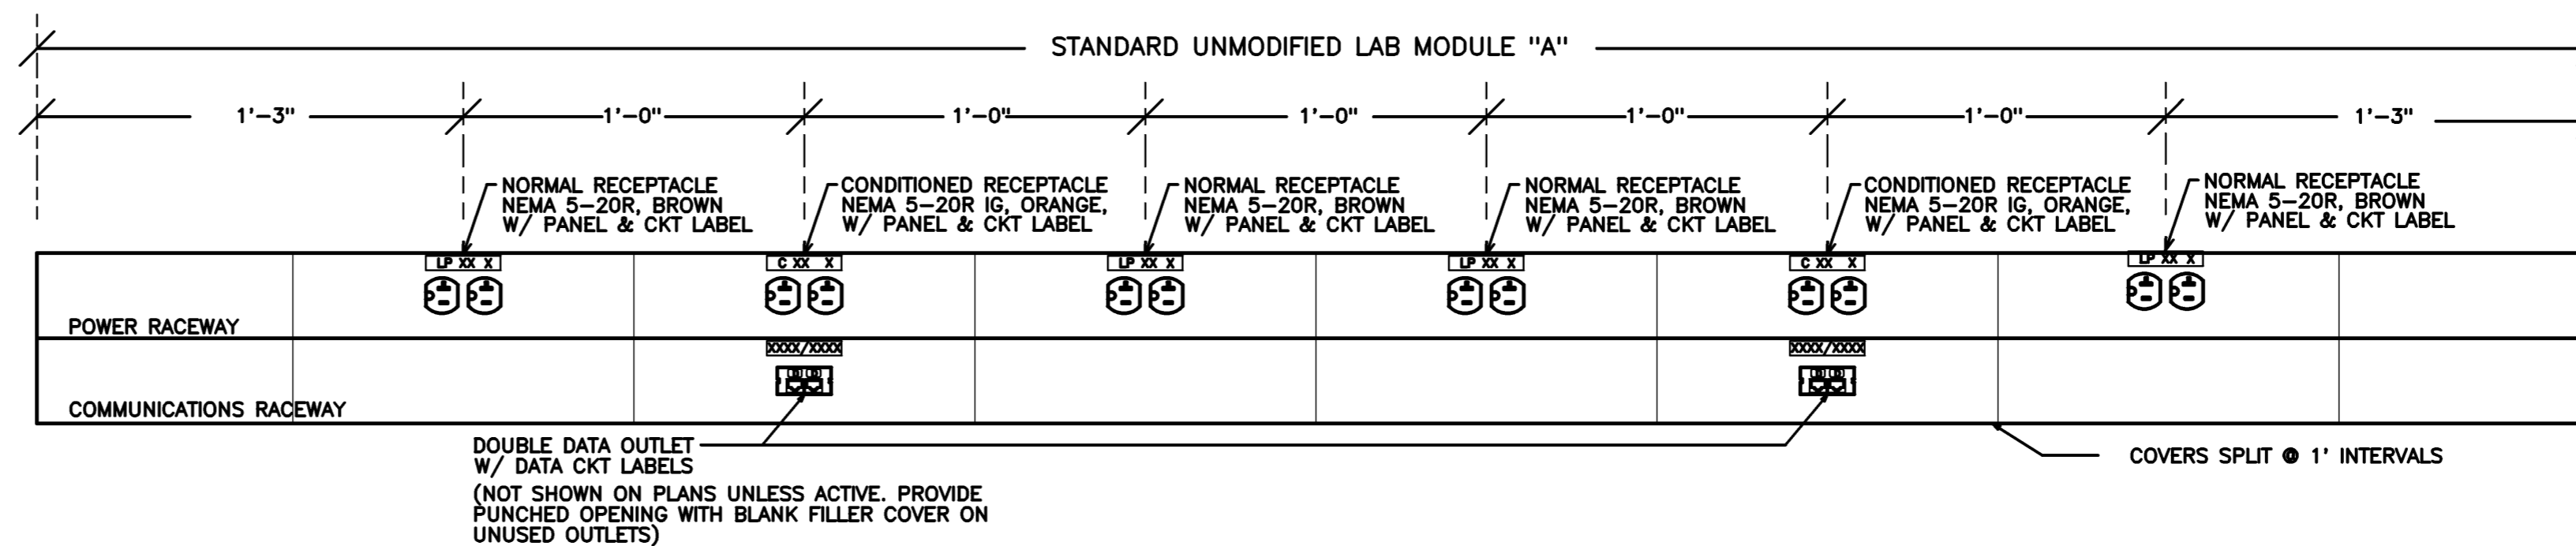 STANDARD UNMODIFIED LAB MODULE "A"
1'-3" 1'-0" 1'-0" 1'-0" 1'-0" 1'-0" 1'-3"
NORMAL RECEPTACLE
NEMA 5-20R, BROWN
W/ PANEL & CKT LABEL
CONDITIONED RECEPTACLE
NEMA 5-20R IG, ORANGE,
W/ PANEL & CKT LABEL
NORMAL RECEPTACLE
NEMA 5-20R, BROWN
W/ PANEL & CKT LABEL
NORMAL RECEPTACLE
NEMA 5-20R, BROWN
W/ PANEL & CKT LABEL
CONDITIONED RECEPTACLE
NEMA 5-20R IG, ORANGE,
W/ PANEL & CKT LABEL
NORMAL RECEPTACLE
NEMA 5-20R, BROWN
W/ PANEL & CKT LABEL
LP XX X
C XX X
LP XX X
LP XX X
C XX X
LP XX X
POWER RACEWAY
XXXX/XXXX
XXXX/XXXX
COMMUNICATIONS RACEWAY
DOUBLE DATA OUTLET
W/ DATA CKT LABELS
(NOT SHOWN ON PLANS UNLESS ACTIVE. PROVIDE
PUNCHED OPENING WITH BLANK FILLER COVER ON
UNUSED OUTLETS)
COVERS SPLIT @ 1' INTERVALS